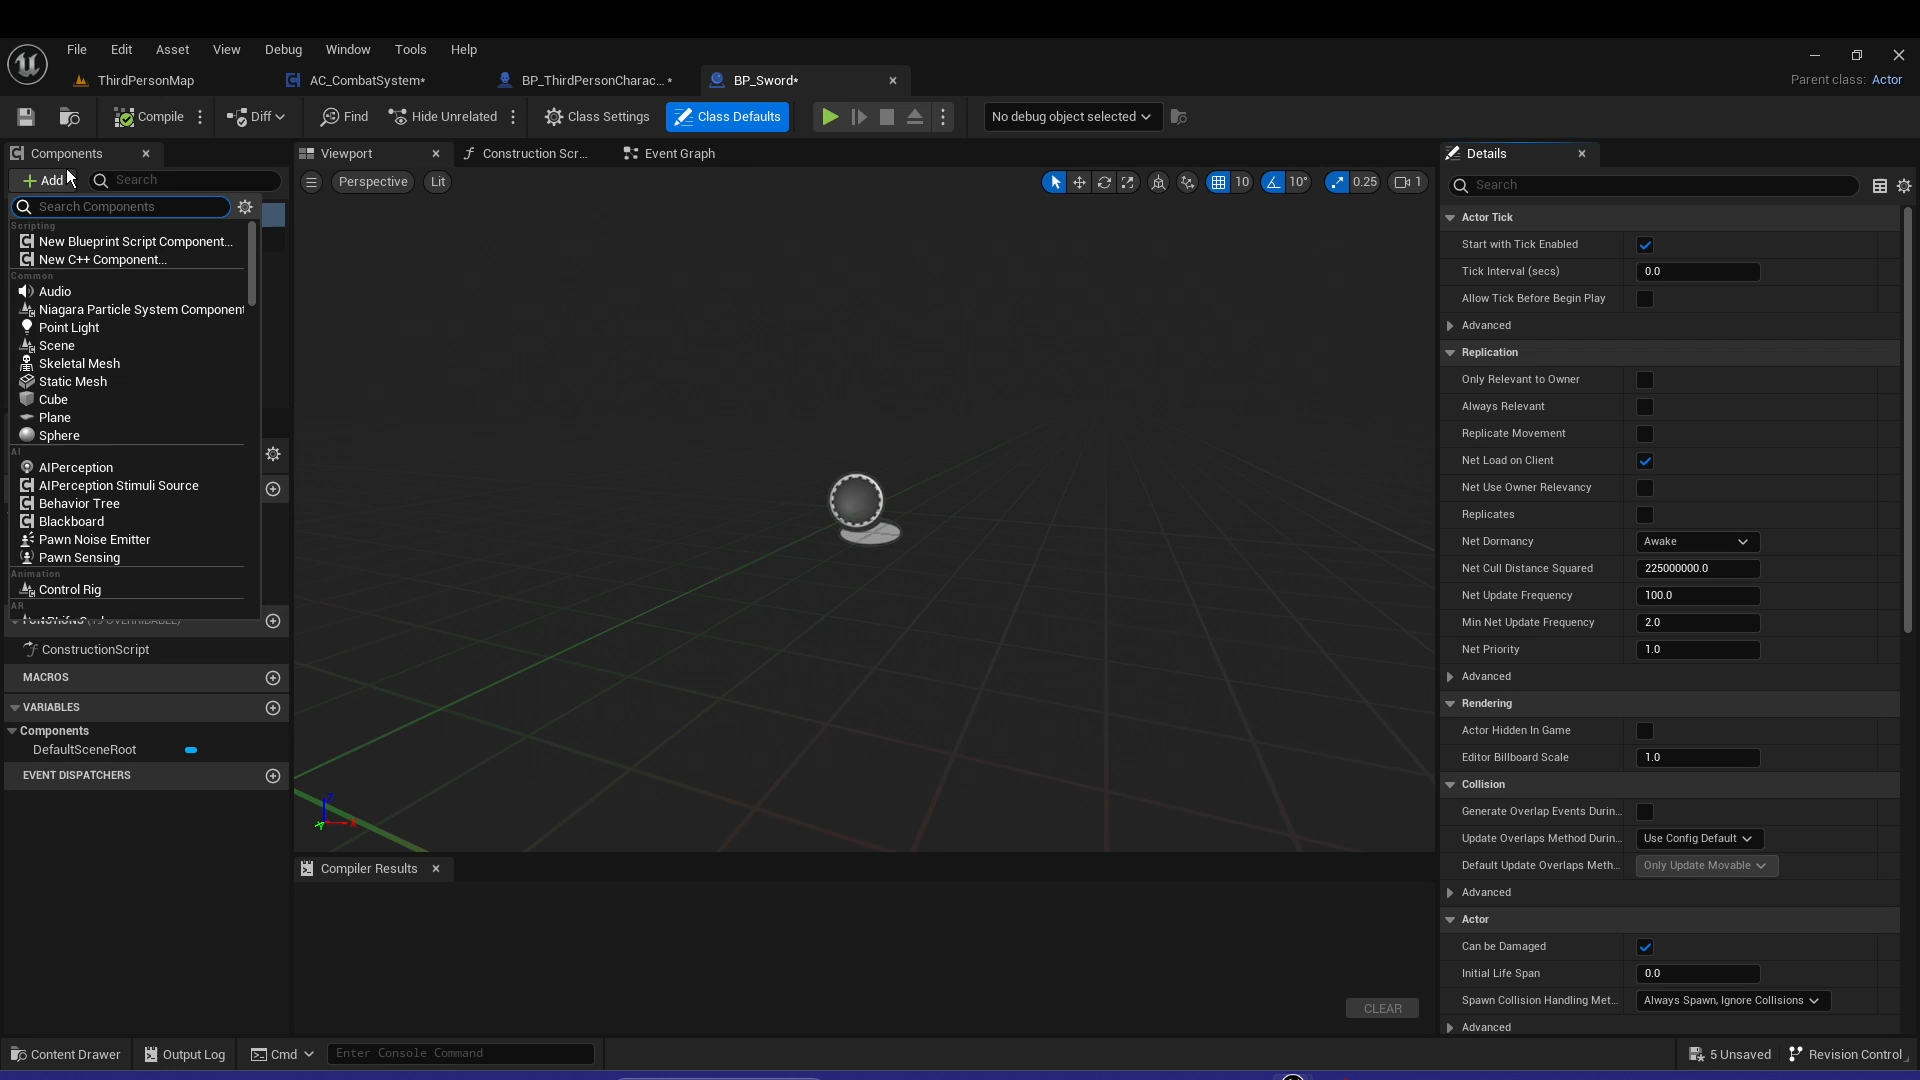 File Edit Asset View Debug Window Tools Help
ThirdPersonMap AC_CombatSystem* BP_ThirdPersonCharac... * BP_Sword* Parent class: Actor
Compile Diff Find Hide Unrelated Class Settings Class Defaults No debug object selected
Components Viewport Construction Scr... Event Graph Details
+ Add Search Perspective Lit 10 10° 0.25 1 Search
Search Components
Scripting
New Blueprint Script Component...
New C++ Component...
Common
Audio
Niagara Particle System Component
Point Light
Scene
Skeletal Mesh
Static Mesh
Cube
Plane
Sphere
AI
AIPerception
AIPerception Stimuli Source
Behavior Tree
Blackboard
Pawn Noise Emitter
Pawn Sensing
Animation
Control Rig
AR
ConstructionScript
MACROS
VARIABLES
Components
DefaultSceneRoot
EVENT DISPATCHERS
Z
X
Y
Compiler Results
CLEAR
Actor Tick
Start with Tick Enabled
Tick Interval (secs) 0.0
Allow Tick Before Begin Play
Advanced
Replication
Only Relevant to Owner
Always Relevant
Replicate Movement
Net Load on Client
Net Use Owner Relevancy
Replicates
Net Dormancy Awake
Net Cull Distance Squared 225000000.0
Net Update Frequency 100.0
Min Net Update Frequency 2.0
Net Priority 1.0
Advanced
Rendering
Actor Hidden In Game
Editor Billboard Scale 1.0
Collision
Generate Overlap Events Durin...
Update Overlaps Method Durin... Use Config Default
Default Update Overlaps Meth... Only Update Movable
Advanced
Actor
Can be Damaged
Initial Life Span 0.0
Spawn Collision Handling Met... Always Spawn, Ignore Collisions
Advanced
Content Drawer Output Log Cmd Enter Console Command 5 Unsaved Revision Control